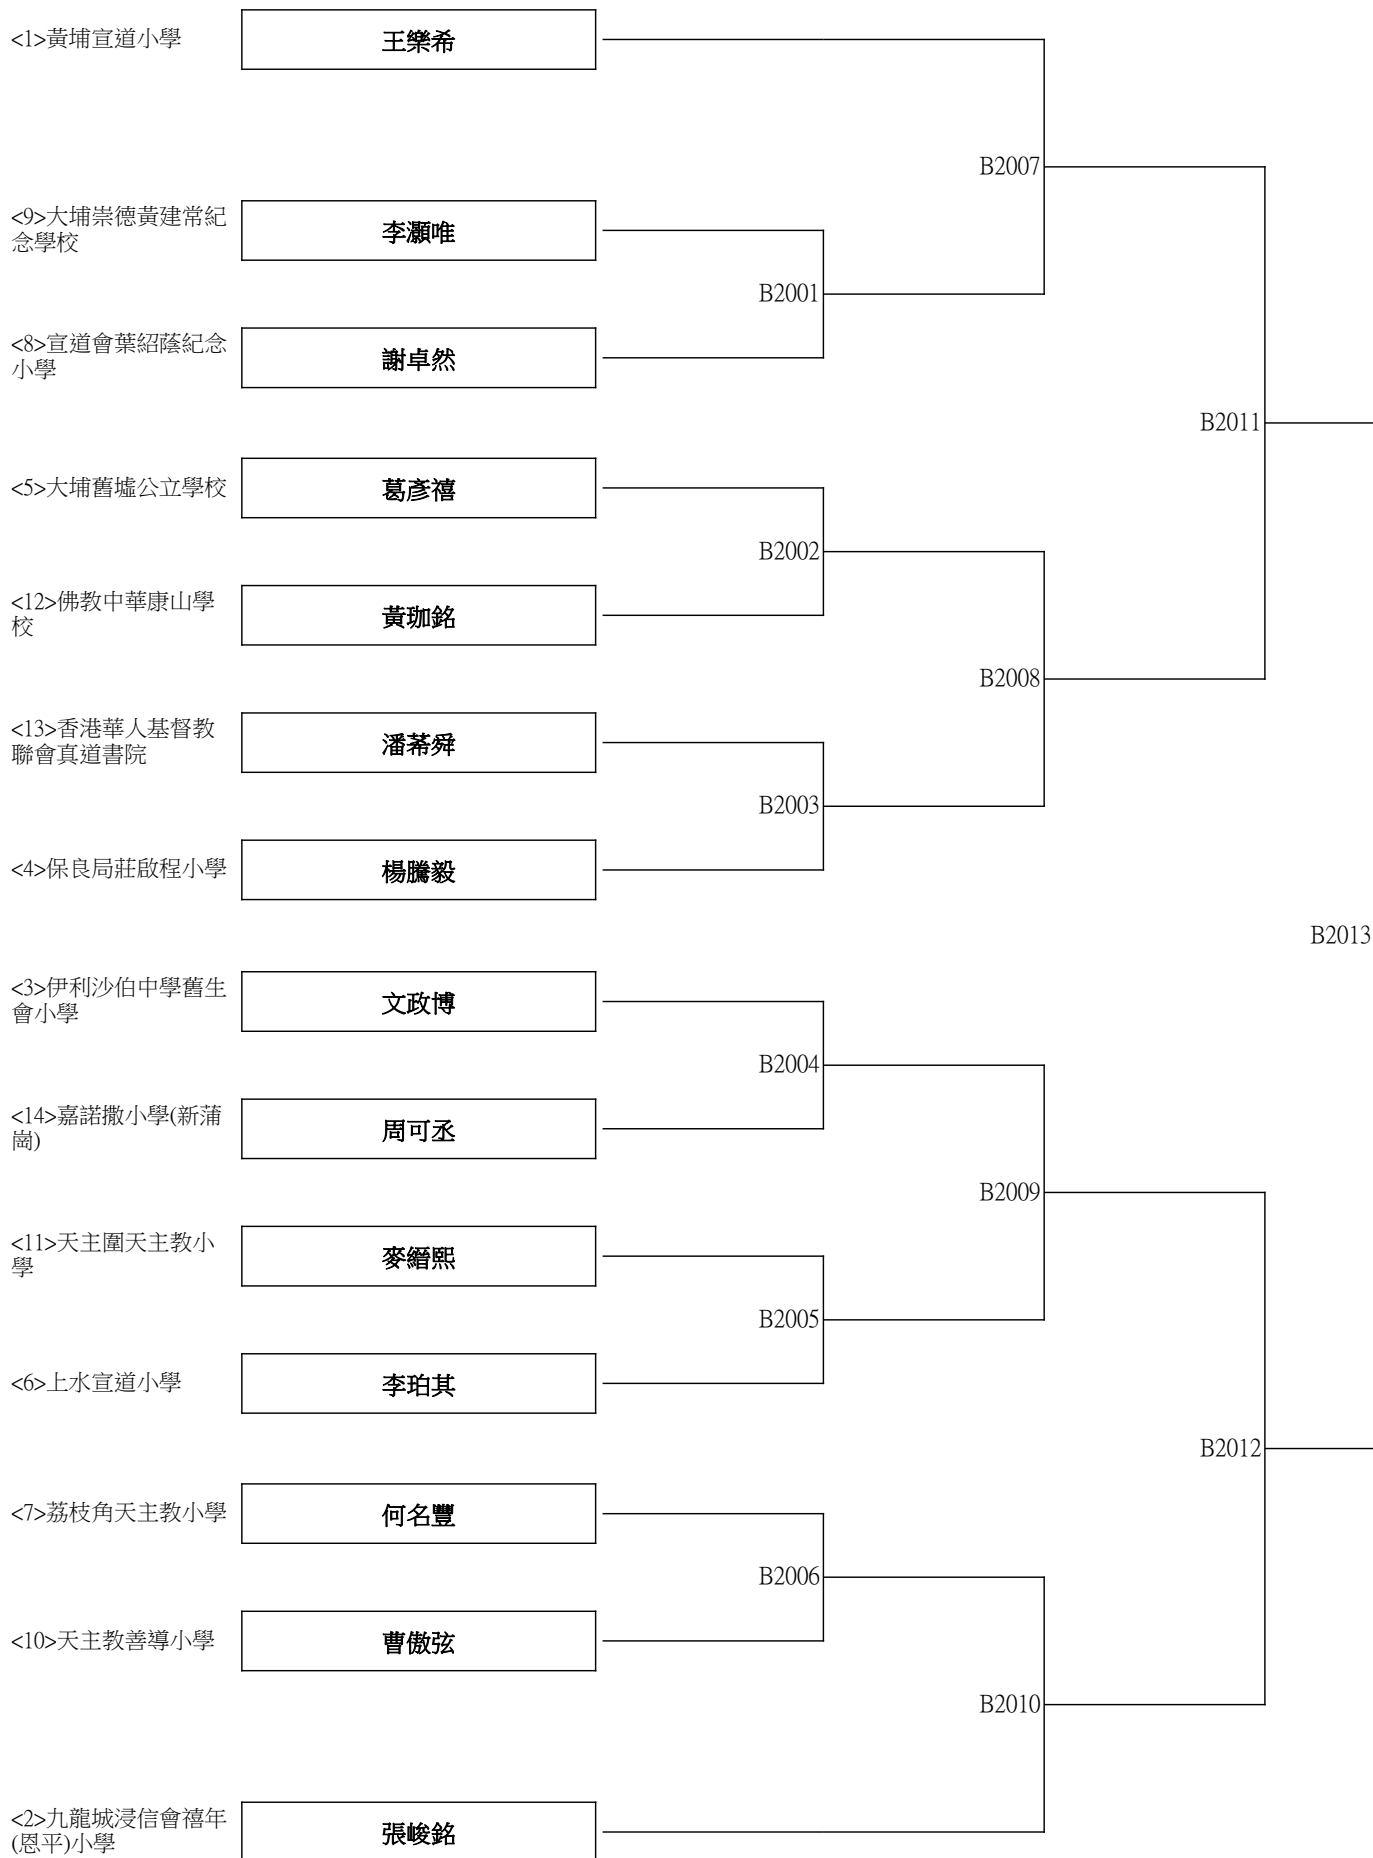 <1>黃埔宣道小學
王樂希
B2007
<9>大埔崇德黃建常紀
念學校
李灝唯
B2001
<8>宣道會葉紹蔭紀念
小學
謝卓然
B2011
<5>大埔舊墟公立學校
葛彥禧
B2002
<12>佛教中華康山學
校
黃珈銘
B2008
<13>香港華人基督教
聯會真道書院
潘莃舜
B2003
<4>保良局莊啟程小學
楊騰毅
B2013
<3>伊利沙伯中學舊生
會小學
文政博
B2004
<14>嘉諾撒小學(新蒲
崗)
周可丞
B2009
<11>天主圍天主教小
學
麥縉熙
B2005
<6>上水宣道小學
李珀其
B2012
<7>荔枝角天主教小學
何名豐
B2006
<10>天主教善導小學
曹傲弦
B2010
<2>九龍城浸信會禧年
(恩平)小學
張峻銘